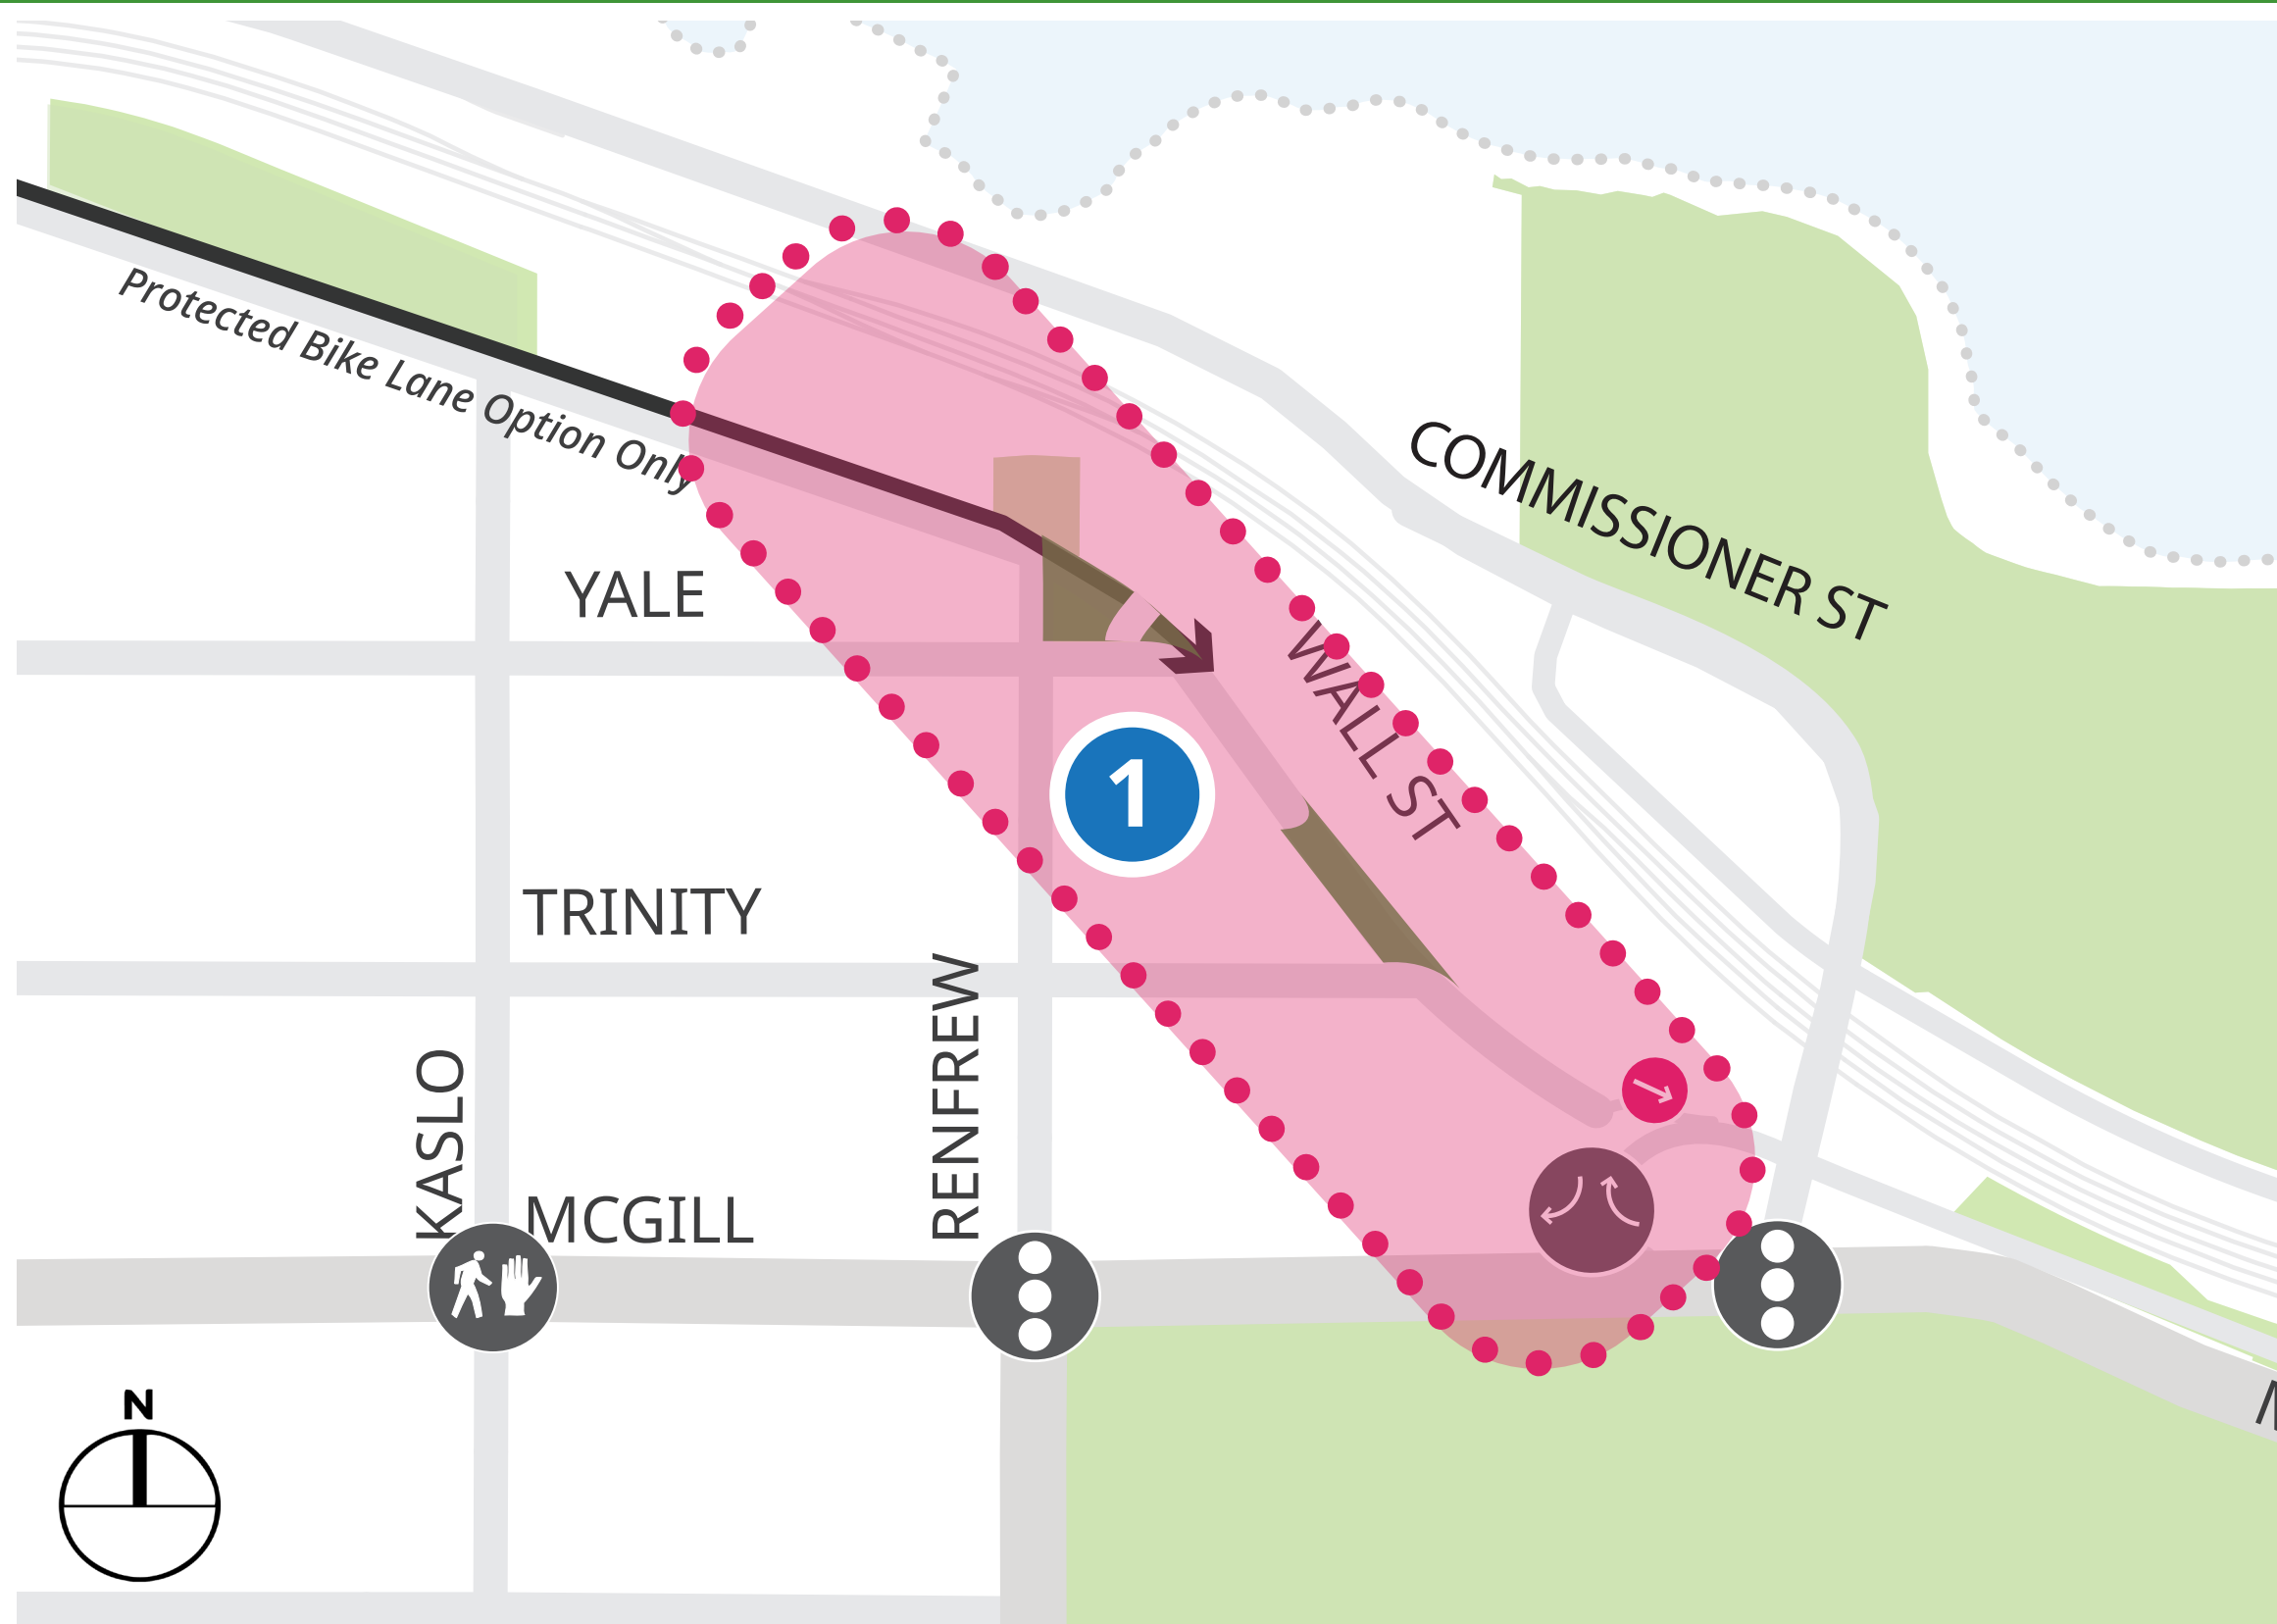 Protected Bike Lane Option Only
COMMISSIONER ST
YALE
WALL ST
1
TRINITY
RENFREW
KASLO
MCGILL
N